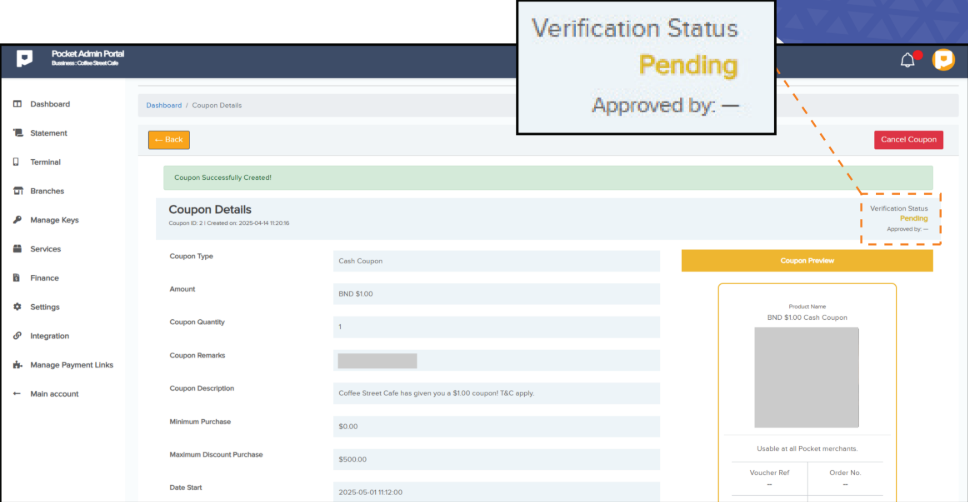 Verification Status
Pending
Approved by: —
Pocket Admin Portal
Business: Coffee Street Cafe
Dashboard
Statement
Terminal
Branches
Manage Keys
Services
Finance
Settings
Integration
Manage Payment Links
← Main account
Dashboard / Coupon Details
← Back
Cancel Coupon
Coupon Successfully Created!
Coupon Details
Coupon ID: 2 | Created on: 2025-04-14 11:20:16
Verification Status
Pending
Approved by: —
Coupon Type
Cash Coupon
Amount
BND $1.00
Coupon Quantity
1
Coupon Remarks
Coupon Description
Coffee Street Cafe has given you a $1.00 coupon! T&C apply.
Minimum Purchase
$0.00
Maximum Discount Purchase
$500.00
Date Start
2025-05-01 11:12:00
Coupon Preview
Product Name
BND $1.00 Cash Coupon
Usable at all Pocket merchants.
Voucher Ref
—
Order No.
—